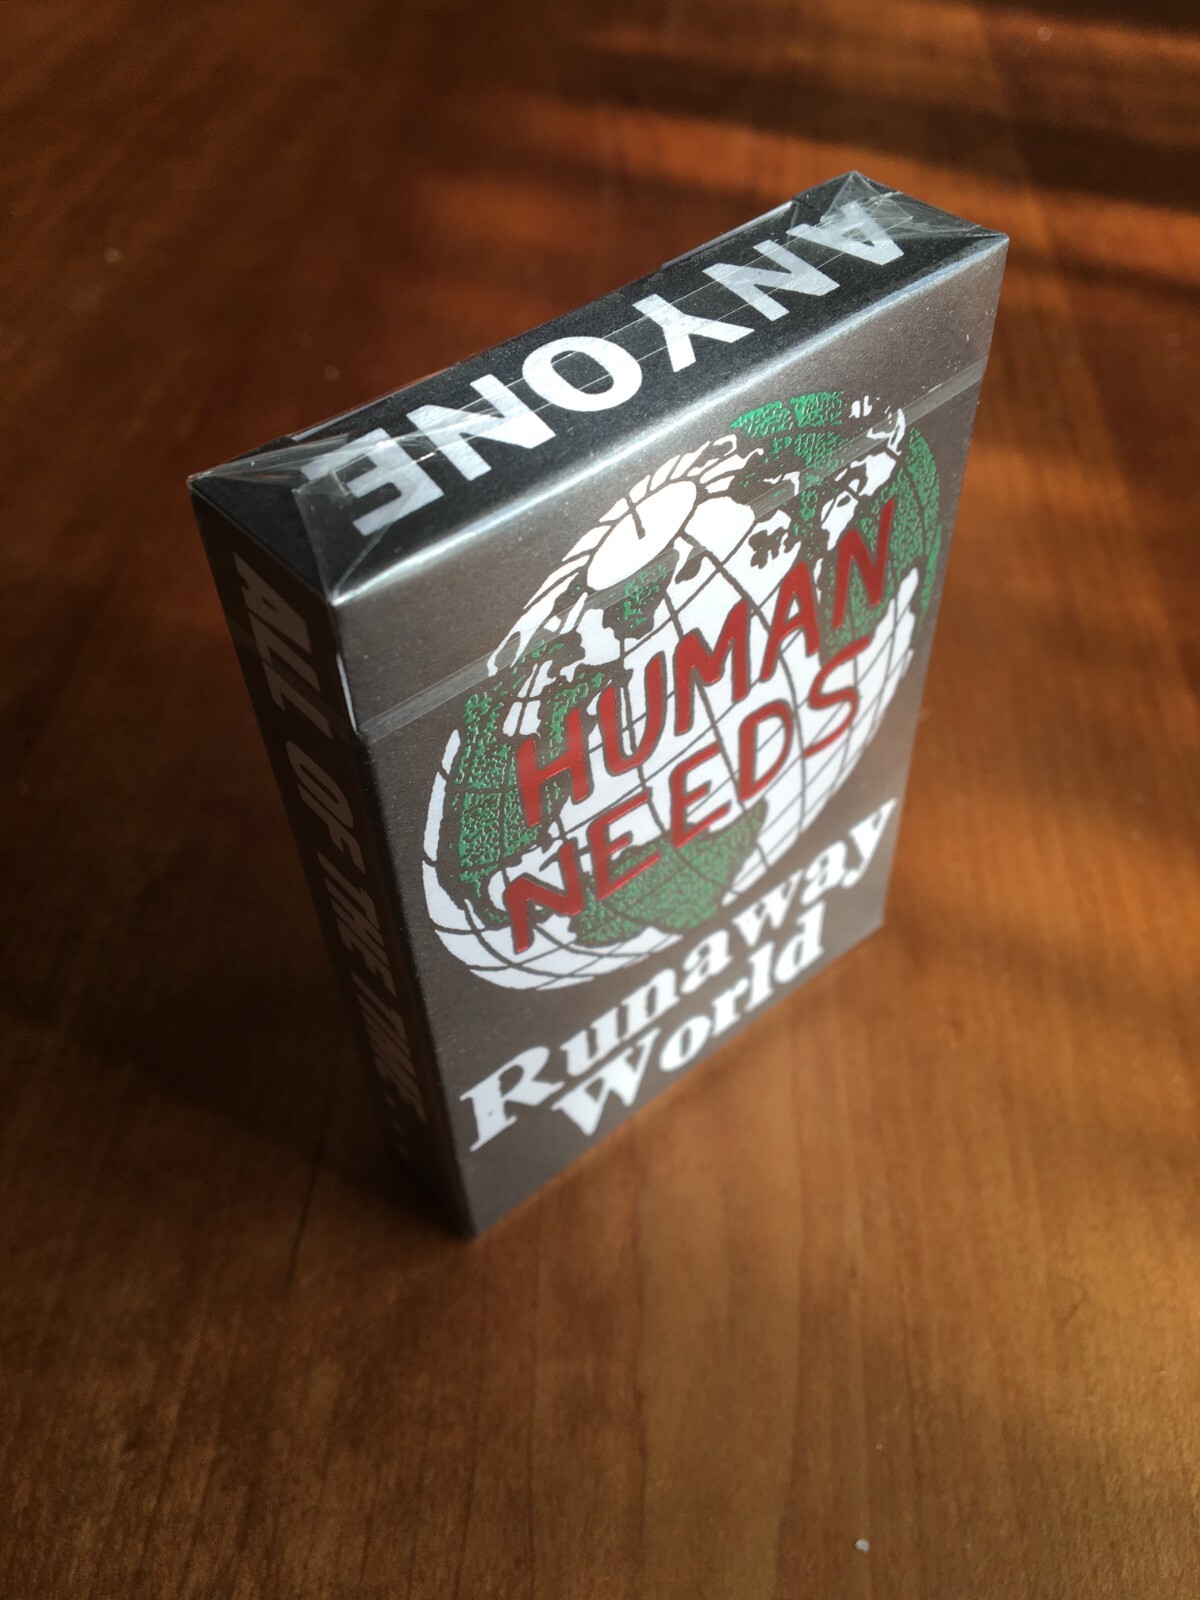 ANYONE
HUMAN
NEEDS
Runaway
World
ALL OF THE TIME.